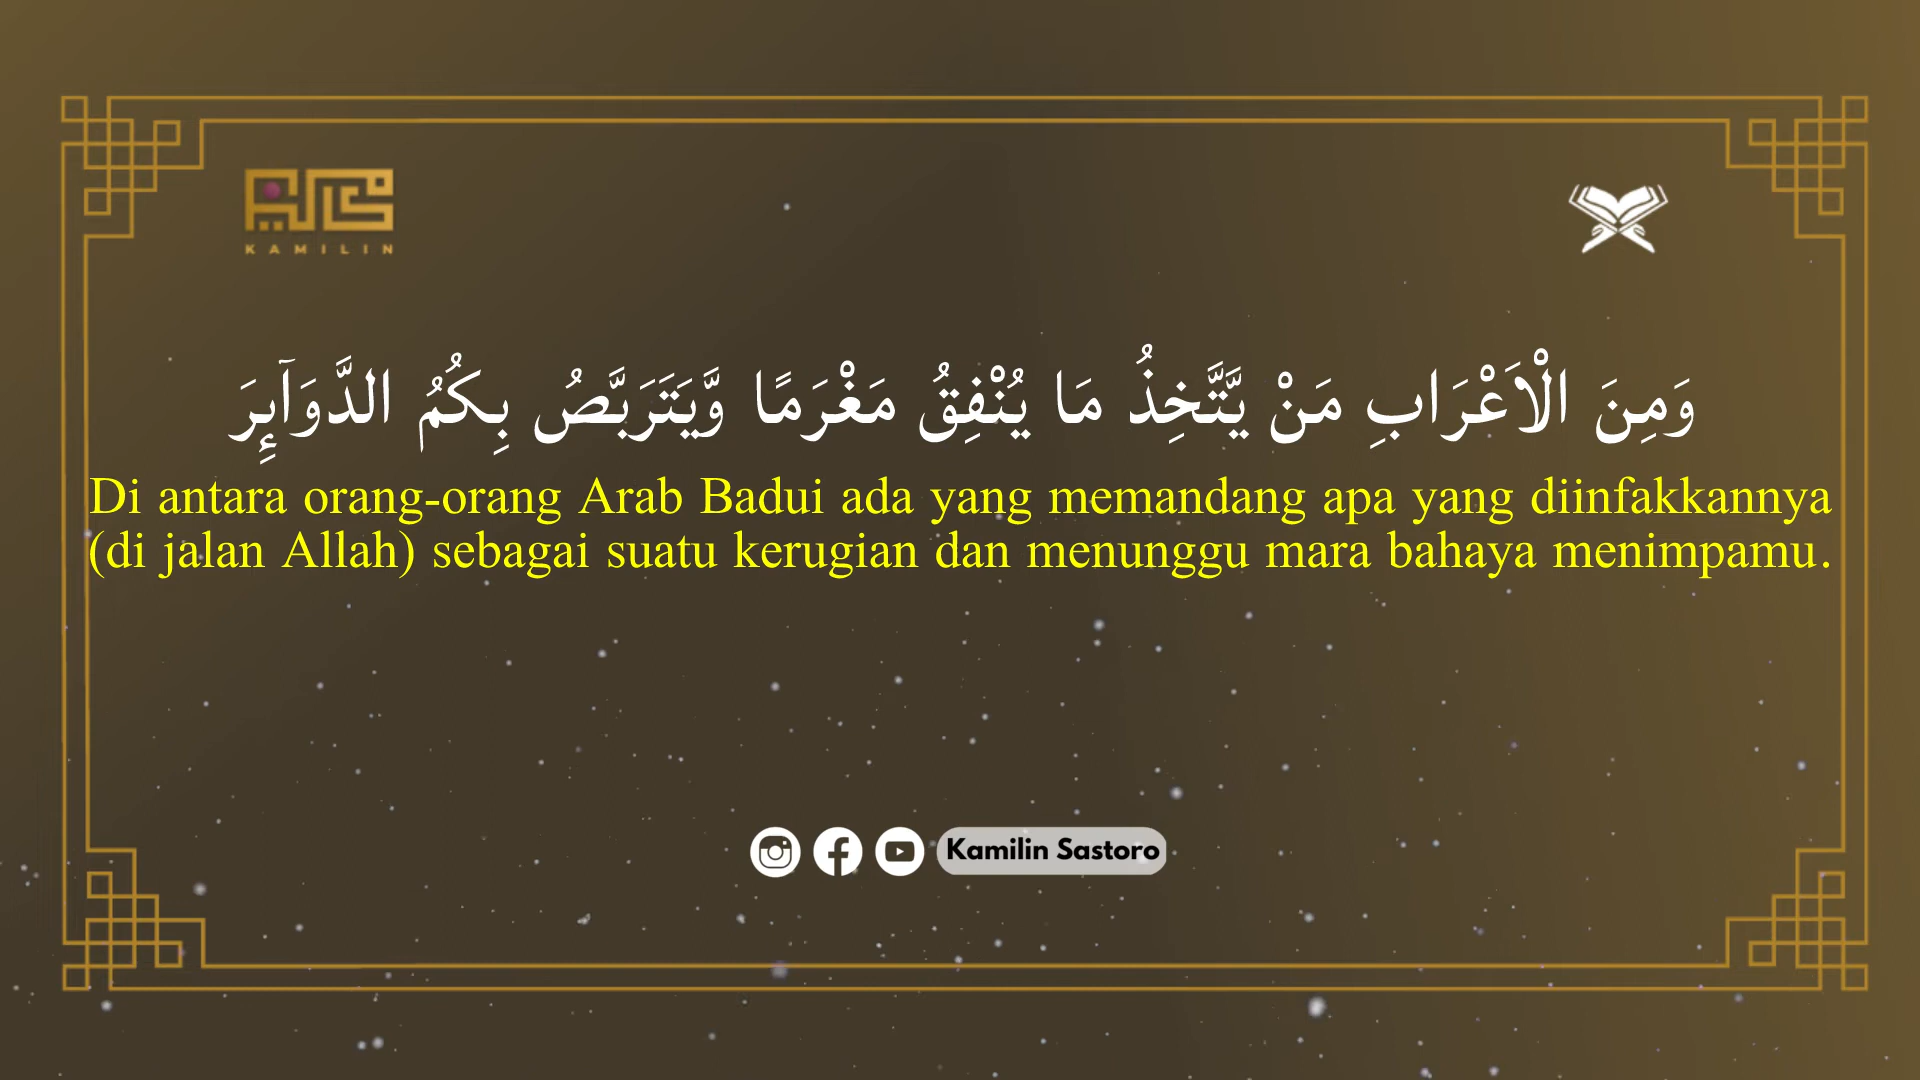 KAMILIN
وَمِنَ الْاَعْرَابِ مَنْ يَّتَّخِذُ مَا يُنْفِقُ مَغْرَمًا وَّيَتَرَبَّصُ بِكُمُ الدَّوَاۤىِٕرَ
Di antara orang-orang Arab Badui ada yang memandang apa yang diinfakkannya
(di jalan Allah) sebagai suatu kerugian dan menunggu mara bahaya menimpamu.
Kamilin Sastoro